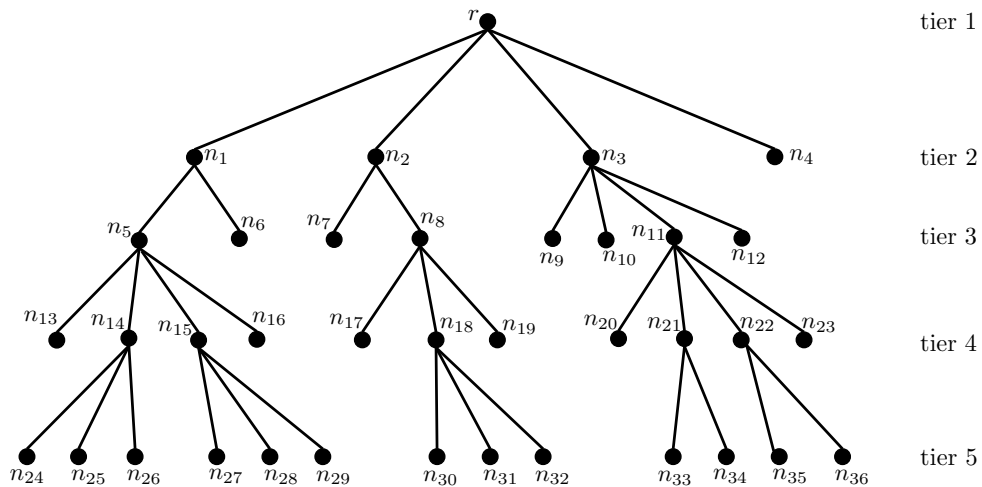 r tier 1
n₁ n₂ n₃ n₄ tier 2
n₅ n₆ n₇ n₈ n₉ n₁₀ n₁₁ n₁₂ tier 3
n₁₃ n₁₄ n₁₅ n₁₆ n₁₇ n₁₈ n₁₉ n₂₀ n₂₁ n₂₂ n₂₃ tier 4
n₂₄ n₂₅ n₂₆ n₂₇ n₂₈ n₂₉ n₃₀ n₃₁ n₃₂ n₃₃ n₃₄ n₃₅ n₃₆ tier 5